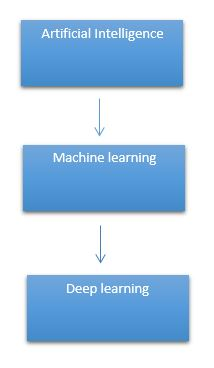 Artificial Intelligence
Machine learning
Deep learning